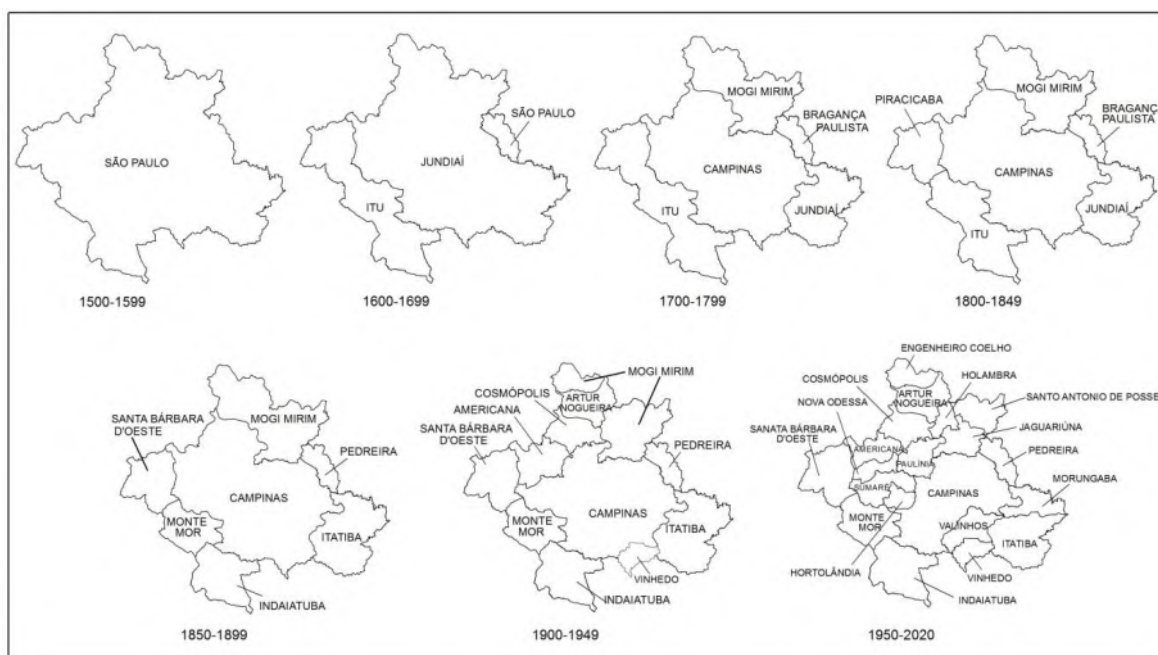 SÃO PAULO
1500-1599
SÃO PAULO
JUNDIAÍ
ITU
1600-1699
MOGI MIRIM
BRAGANÇA
PAULISTA
CAMPINAS
ITU
JUNDIAÍ
1700-1799
PIRACICABA
MOGI MIRIM
BRAGANÇ
PAULISTA
CAMPINAS
JUNDIAÍ
ITU
1800-1849
SANTA BÁRBARA
D'OESTE
MOGI MIRIM
PEDREIRA
CAMPINAS
MONTE
MOR
ITATIBA
INDAIATUBA
1850-1899
MOGI MIRIM
COSMÓPOLIS
ARTUR
NOGUEIRA
AMERICANA
SANTA BÁRBARA
D'OESTE
PEDREIRA
CAMPINAS
MONTE
MOR
ITATIBA
VINHEDO
INDAIATUBA
1900-1949
ENGENHEIRO COELHO
COSMÓPOLIS
HOLAMBRA
ARTUR
NOGUEIRA
NOVA ODESSA
SANTO ANTONIO DE POSSE
SANATA BÁRBARA
D'OESTE
JAGUARIÚNA
AMERICANA
PEDREIRA
PAULÍNIA
MORUNGABA
SUMARÉ
CAMPINAS
MONTE
MOR
VALINHOS
ITATIBA
HORTOLÂNDIA
VINHEDO
INDAIATUBA
1950-2020